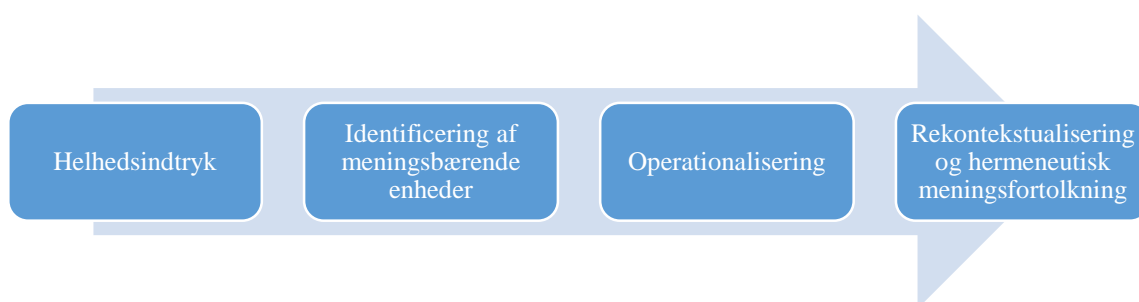 Helhedsindtryk
Identificering af
meningsbærende
enheder
Operationalisering
Rekontekstualisering
og hermeneutisk
meningsfortolkning